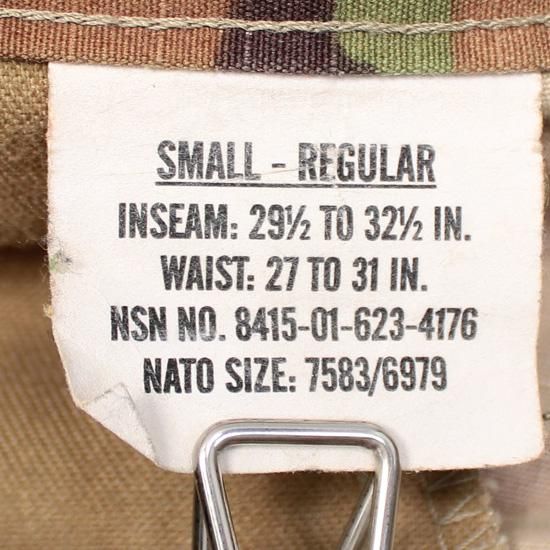 SMALL - REGULAR
INSEAM: 29½ TO 32½ IN.
WAIST: 27 TO 31 IN.
NSN NO. 8415-01-623-4176
NATO SIZE: 7583/6979